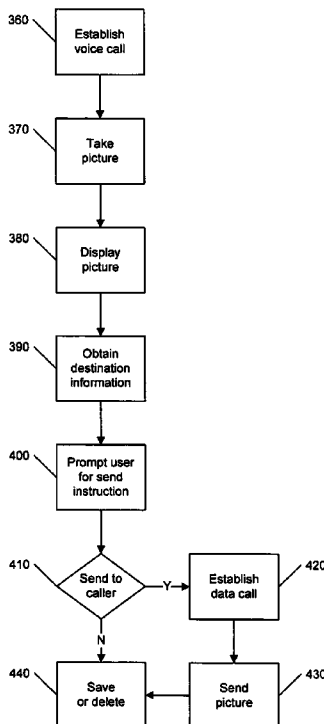 360
Establish
voice call
370
Take
picture
380
Display
picture
390
Obtain
destination
information
400
Prompt user
for send
instruction
410
Send to
caller
Y
Establish
data call
420
N
440
Save
or delete
Send
picture
430